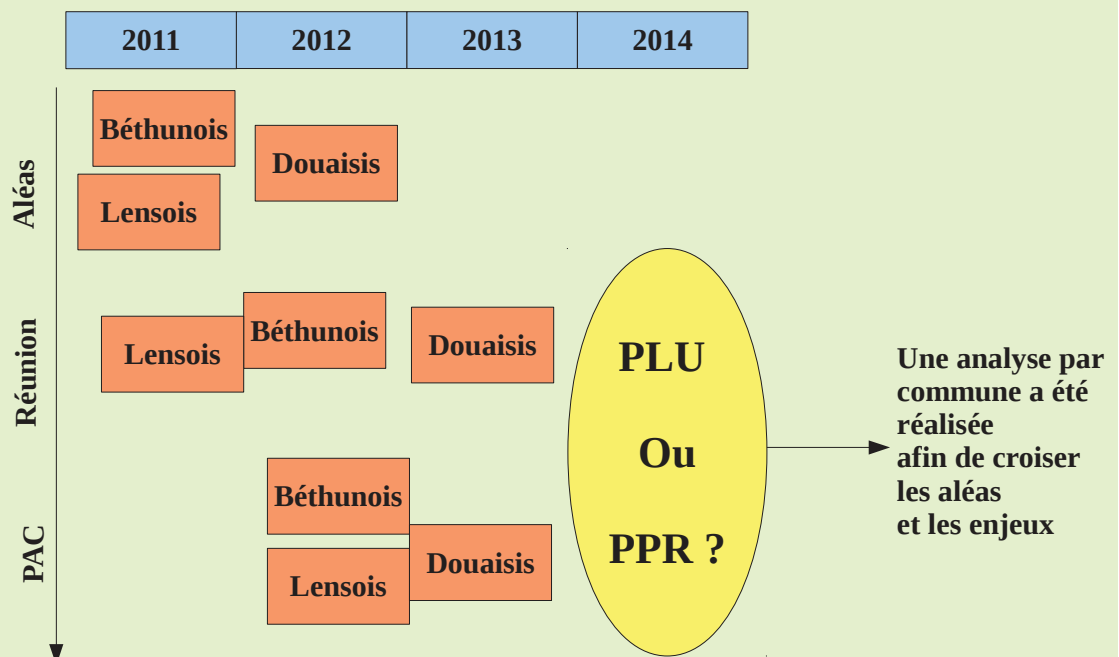 2011 2012 2013 2014
Aléas
Béthunois
Douaisis
Lensois
Réunion
Lensois
Béthunois
Douaisis
PAC
Béthunois
Lensois
Douaisis
PLU
Ou
PPR ?
Une analyse par
commune a été
réalisée
afin de croiser
les aléas
et les enjeux